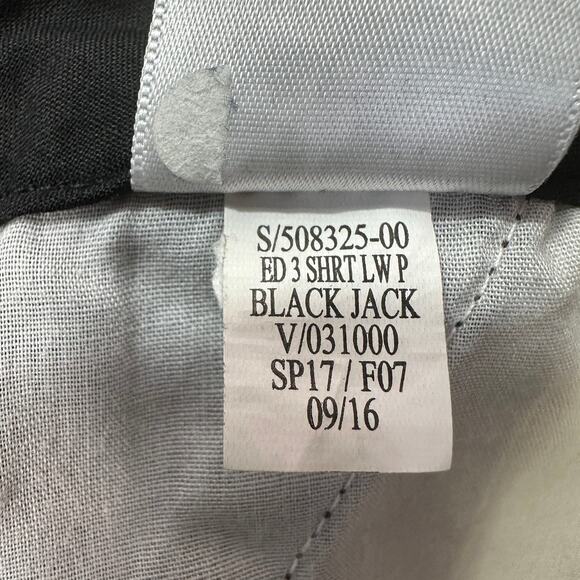 S/508325-00
ED 3 SHRT LW P
BLACK JACK
V/031000
SP17 / F07
09/16